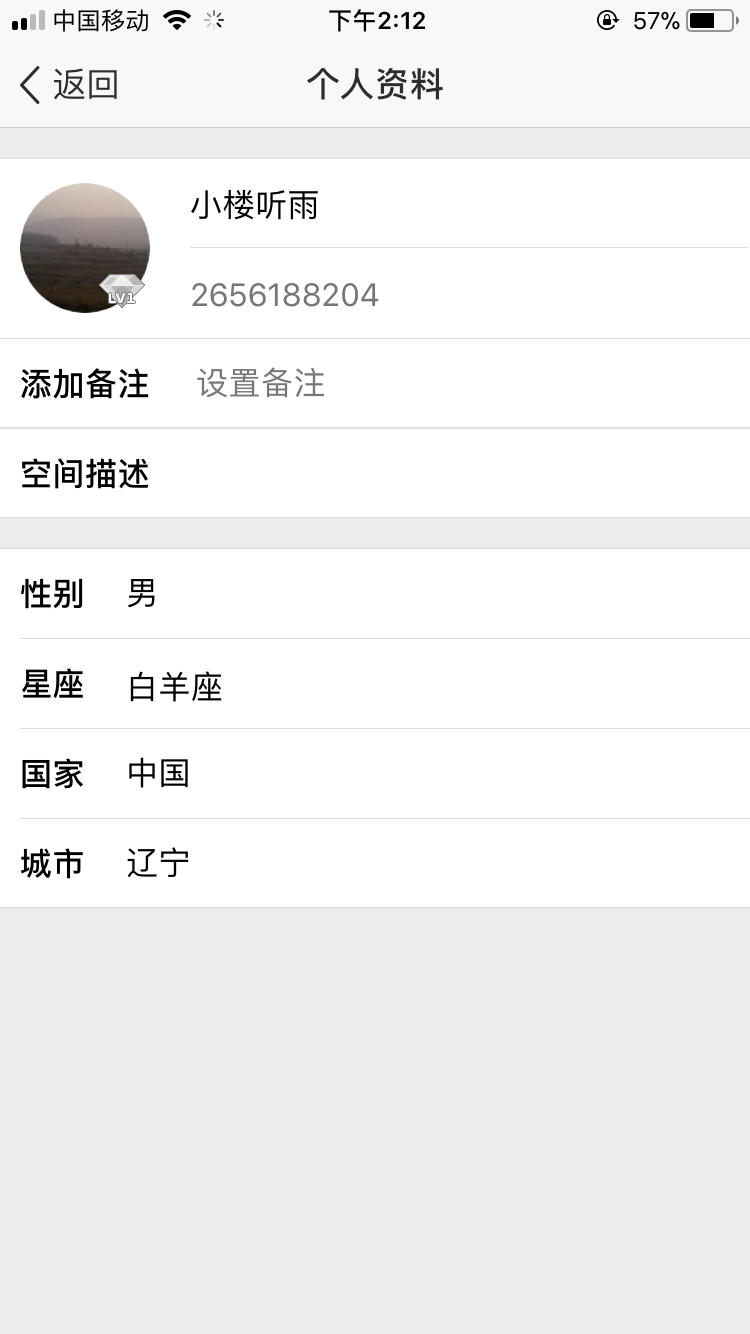 中国移动 下午2:12 57%
返回 个人资料
小楼听雨
LV1
2656188204
添加备注 设置备注
空间描述
性别 男
星座 白羊座
国家 中国
城市 辽宁